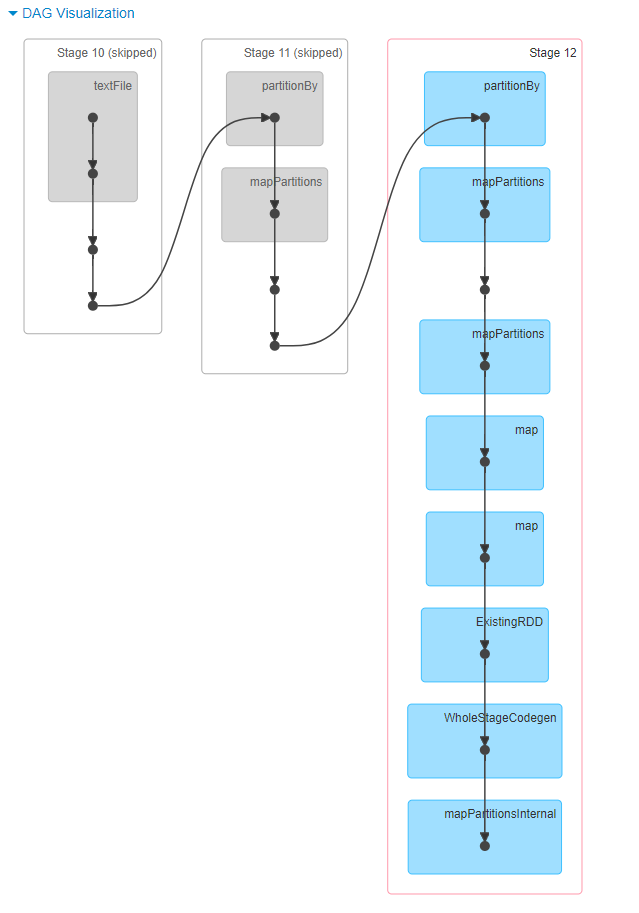 DAG Visualization
Stage 10 (skipped)
textFile
Stage 11 (skipped)
partitionBy
mapPartitions
Stage 12
partitionBy
mapPartitions
mapPartitions
map
map
ExistingRDD
WholeStageCodegen
mapPartitionsInternal